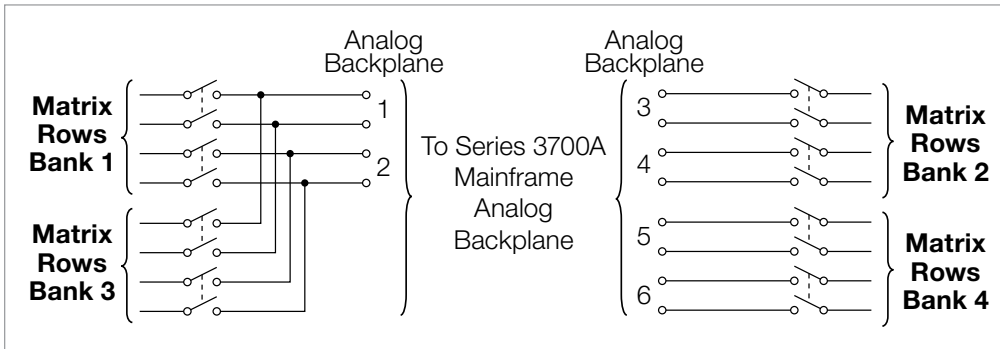 Analog
Backplane
Analog
Backplane
Matrix
Rows
Bank 1
1
2
Matrix
Rows
Bank 3
To Series 3700A
Mainframe
Analog
Backplane
3
4
5
6
Matrix
Rows
Bank 2
Matrix
Rows
Bank 4